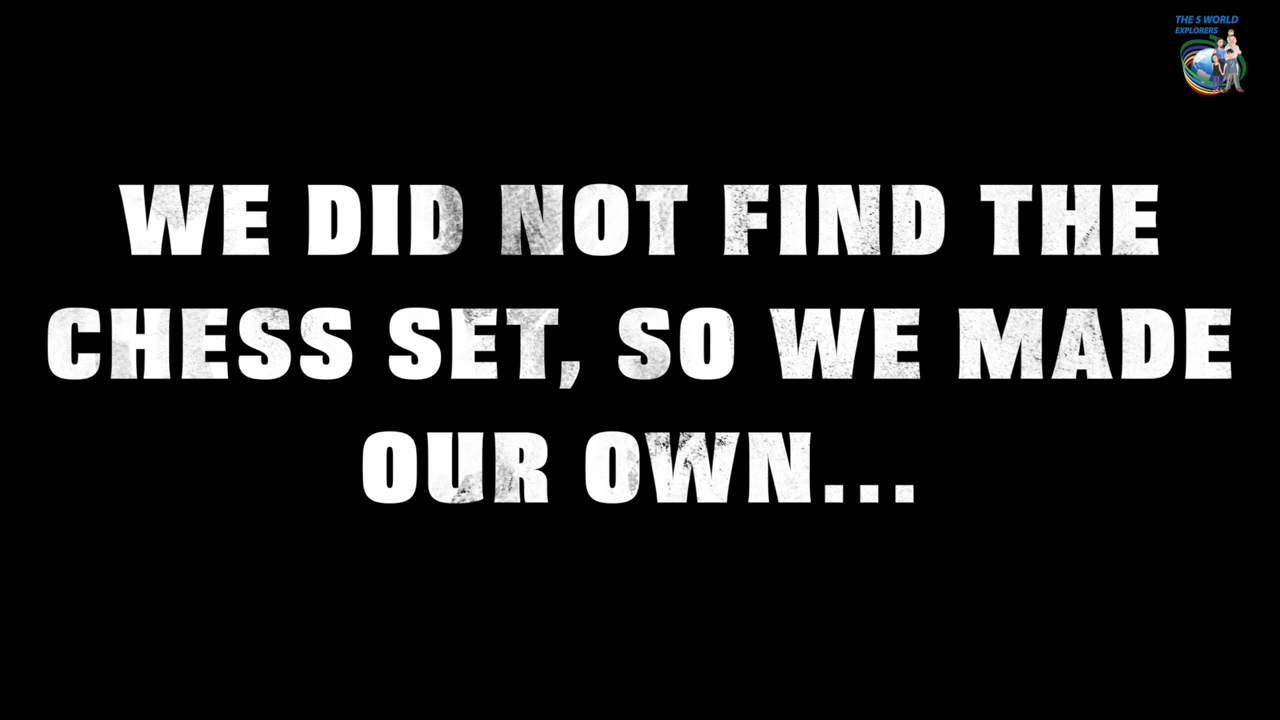 THE 5 WORLD
EXPLORERS
WE DID NOT FIND THE
CHESS SET, SO WE MADE
OUR OWN...